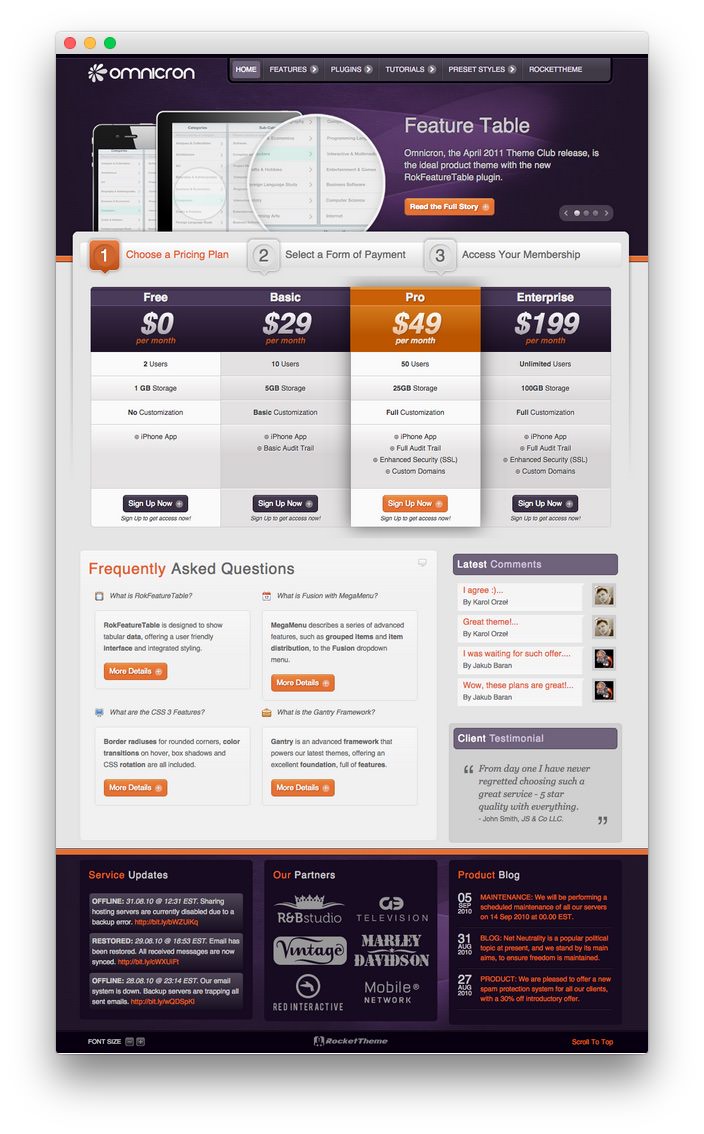 omnicron
HOME FEATURES PLUGINS TUTORIALS PRESET STYLES ROCKETTHEME
Feature Table
Omnicron, the April 2011 Theme Club release, is
the ideal product theme with the new
RokFeatureTable plugin.
Read the Full Story
Categories
Business Software
Computer Science
Internet
1 Choose a Pricing Plan 2 Select a Form of Payment 3 Access Your Membership
Free Basic Pro Enterprise
$0 $29 $49 $199
per month per month per month per month
2 Users 10 Users 50 Users Unlimited Users
1 GB Storage 5GB Storage 25GB Storage 100GB Storage
No Customization Basic Customization Full Customization Full Customization
iPhone App iPhone App iPhone App iPhone App
Basic Audit Trail Full Audit Trail Full Audit Trail
Enhanced Security (SSL) Enhanced Security (SSL)
Custom Domains Custom Domains
Sign Up Now Sign Up Now Sign Up Now Sign Up Now
Sign Up to get access now! Sign Up to get access now! Sign Up to get access now! Sign Up to get access now!
Frequently Asked Questions
What is RokFeatureTable?
RokFeatureTable is designed to show
tabular data, offering a user friendly
interface and integrated styling.
More Details
What is Fusion with MegaMenu?
MegaMenu describes a series of advanced
features, such as grouped items and item
distribution, to the Fusion dropdown
menu.
More Details
What are the CSS 3 Features?
Border radiuses for rounded corners, color
transitions on hover, box shadows and
CSS rotation are all included.
More Details
What is the Gantry Framework?
Gantry is an advanced framework that
powers our latest themes, offering an
excellent foundation, full of features.
More Details
Latest Comments
I agree :)...
By Karol Orzeł
Great theme!...
By Karol Orzeł
I was waiting for such offer....
By Jakub Baran
Wow, these plans are great!...
By Jakub Baran
Client Testimonial
“ From day one I have never
regretted choosing such a
great service - 5 star
quality with everything.
- John Smith, JS & Co LLC. ”
Service Updates
OFFLINE: 31.08.10 @ 12:31 EST. Sharing
hosting servers are currently disabled due to a
backup error. http://bit.ly/bWZUiKq
RESTORED: 29.08.10 @ 18:53 EST. Email has
been restored. All received messages are now
synced. http://bit.ly/cWXUiFt
OFFLINE: 28.08.10 @ 23:14 EST. Our email
system is down. Backup servers are trapping all
sent emails. http://bit.ly/wQDSpKl
Our Partners
R&B studio
G3 TELEVISION
Vintage
MARLEY
DAVIDSON
RED INTERACTIVE
Mobile®
NETWORK
Product Blog
05
SEP
2010
MAINTENANCE: We will be performing a
scheduled maintenance of all our servers
on 14 Sep 2010 at 00.00 EST.
31
AUG
2010
BLOG: Net Neutrality is a popular political
topic at present, and we stand by its main
aims, to ensure freedom is maintained.
27
AUG
2010
PRODUCT: We are pleased to offer a new
spam protection system for all our clients,
with a 30% off introductory offer.
FONT SIZE RocketTheme Scroll To Top